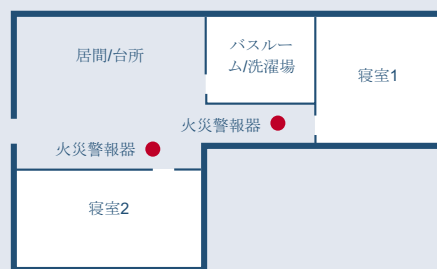 居間/台所
バスルー
ム/洗濯場
寝室1
火災警報器
火災警報器
寝室2